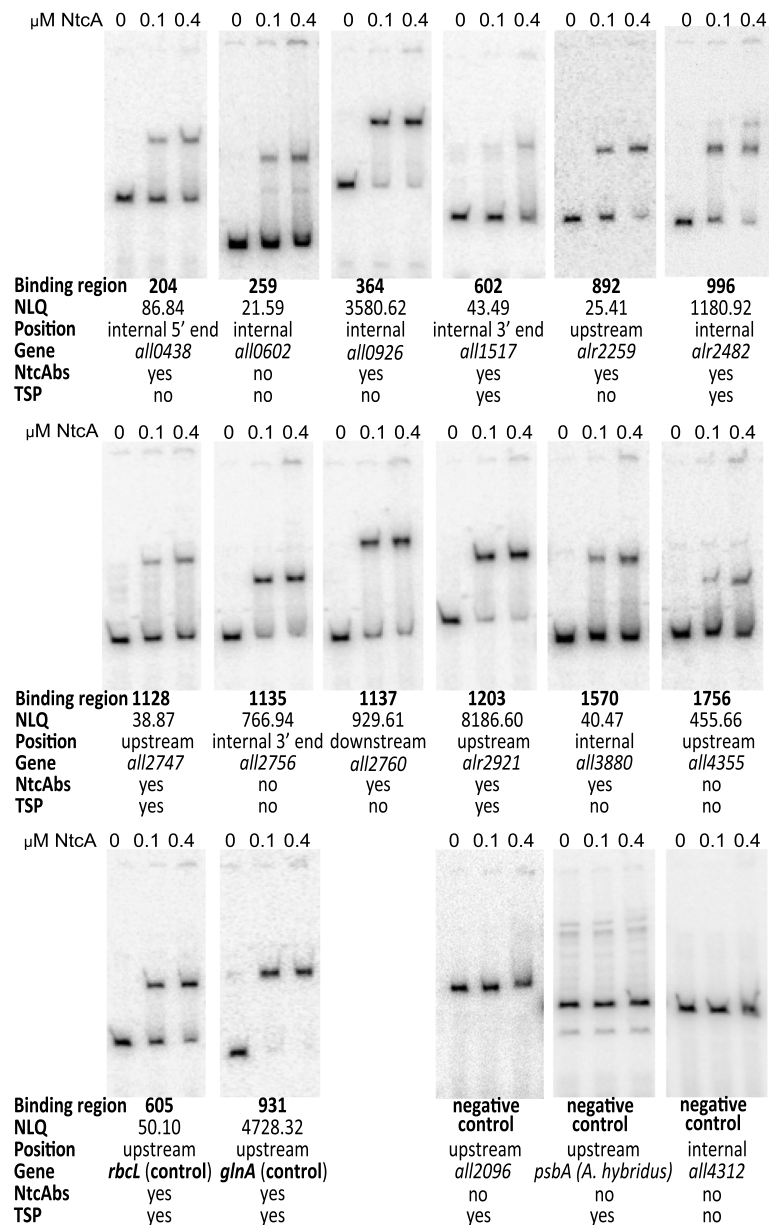 μM NtcA 0 0.1 0.4 0 0.1 0.4 0 0.1 0.4 0 0.1 0.4 0 0.1 0.4 0 0.1 0.4
Binding region 204 259 364 602 892 996
NLQ 86.84 21.59 3580.62 43.49 25.41 1180.92
Position internal 5' end internal internal internal 3' end upstream internal
Gene all0438 all0602 all0926 all1517 alr2259 alr2482
NtcAbs yes no yes yes yes yes
TSP no no no yes no yes
μM NtcA 0 0.1 0.4 0 0.1 0.4 0 0.1 0.4 0 0.1 0.4 0 0.1 0.4 0 0.1 0.4
Binding region 1128 1135 1137 1203 1570 1756
NLQ 38.87 766.94 929.61 8186.60 40.47 455.66
Position upstream internal 3' end downstream upstream internal upstream
Gene all2747 all2756 all2760 alr2921 all3880 all4355
NtcAbs yes no yes yes yes no
TSP yes no no yes no no
μM NtcA 0 0.1 0.4 0 0.1 0.4 0 0.1 0.4 0 0.1 0.4 0 0.1 0.4
Binding region 605 931 negative negative negative
control control control
NLQ 50.10 4728.32
Position upstream upstream upstream upstream internal
Gene rbcL (control) glnA (control) all2096 psbA (A. hybridus) all4312
NtcAbs yes yes no no no
TSP yes yes yes yes no